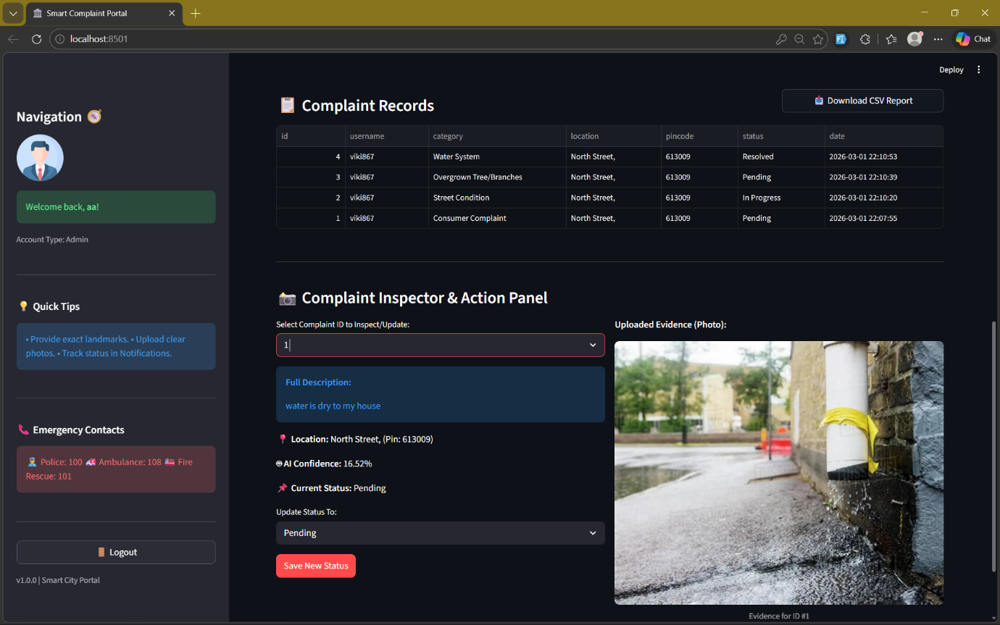 Smart Complaint Portal
localhost:8501
Chat
Deploy
Navigation
Welcome back, aa!
Account Type: Admin
Quick Tips
• Provide exact landmarks. • Upload clear
photos. • Track status in Notifications.
Emergency Contacts
Police: 100 Ambulance: 108 Fire
Rescue: 101
Logout
v1.0.0 | Smart City Portal
Complaint Records
Download CSV Report
id username category location pincode status date
4 viki867 Water System North Street, 613009 Resolved 2026-03-01 22:10:53
3 viki867 Overgrown Tree/Branches North Street, 613009 Pending 2026-03-01 22:10:39
2 viki867 Street Condition North Street, 613009 In Progress 2026-03-01 22:10:20
1 viki867 Consumer Complaint North Street, 613009 Pending 2026-03-01 22:07:55
Complaint Inspector & Action Panel
Select Complaint ID to Inspect/Update:
1
Full Description:
water is dry to my house
Location: North Street, (Pin: 613009)
AI Confidence: 16.52%
Current Status: Pending
Update Status To:
Pending
Save New Status
Uploaded Evidence (Photo):
Evidence for ID #1